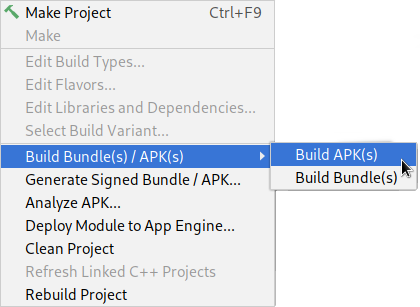 Make Project Ctrl+F9
Make
Edit Build Types...
Edit Flavors...
Edit Libraries and Dependencies...
Select Build Variant...
Build Bundle(s) / APK(s)
Build APK(s)
Build Bundle(s)
Generate Signed Bundle / APK...
Analyze APK...
Deploy Module to App Engine...
Clean Project
Refresh Linked C++ Projects
Rebuild Project